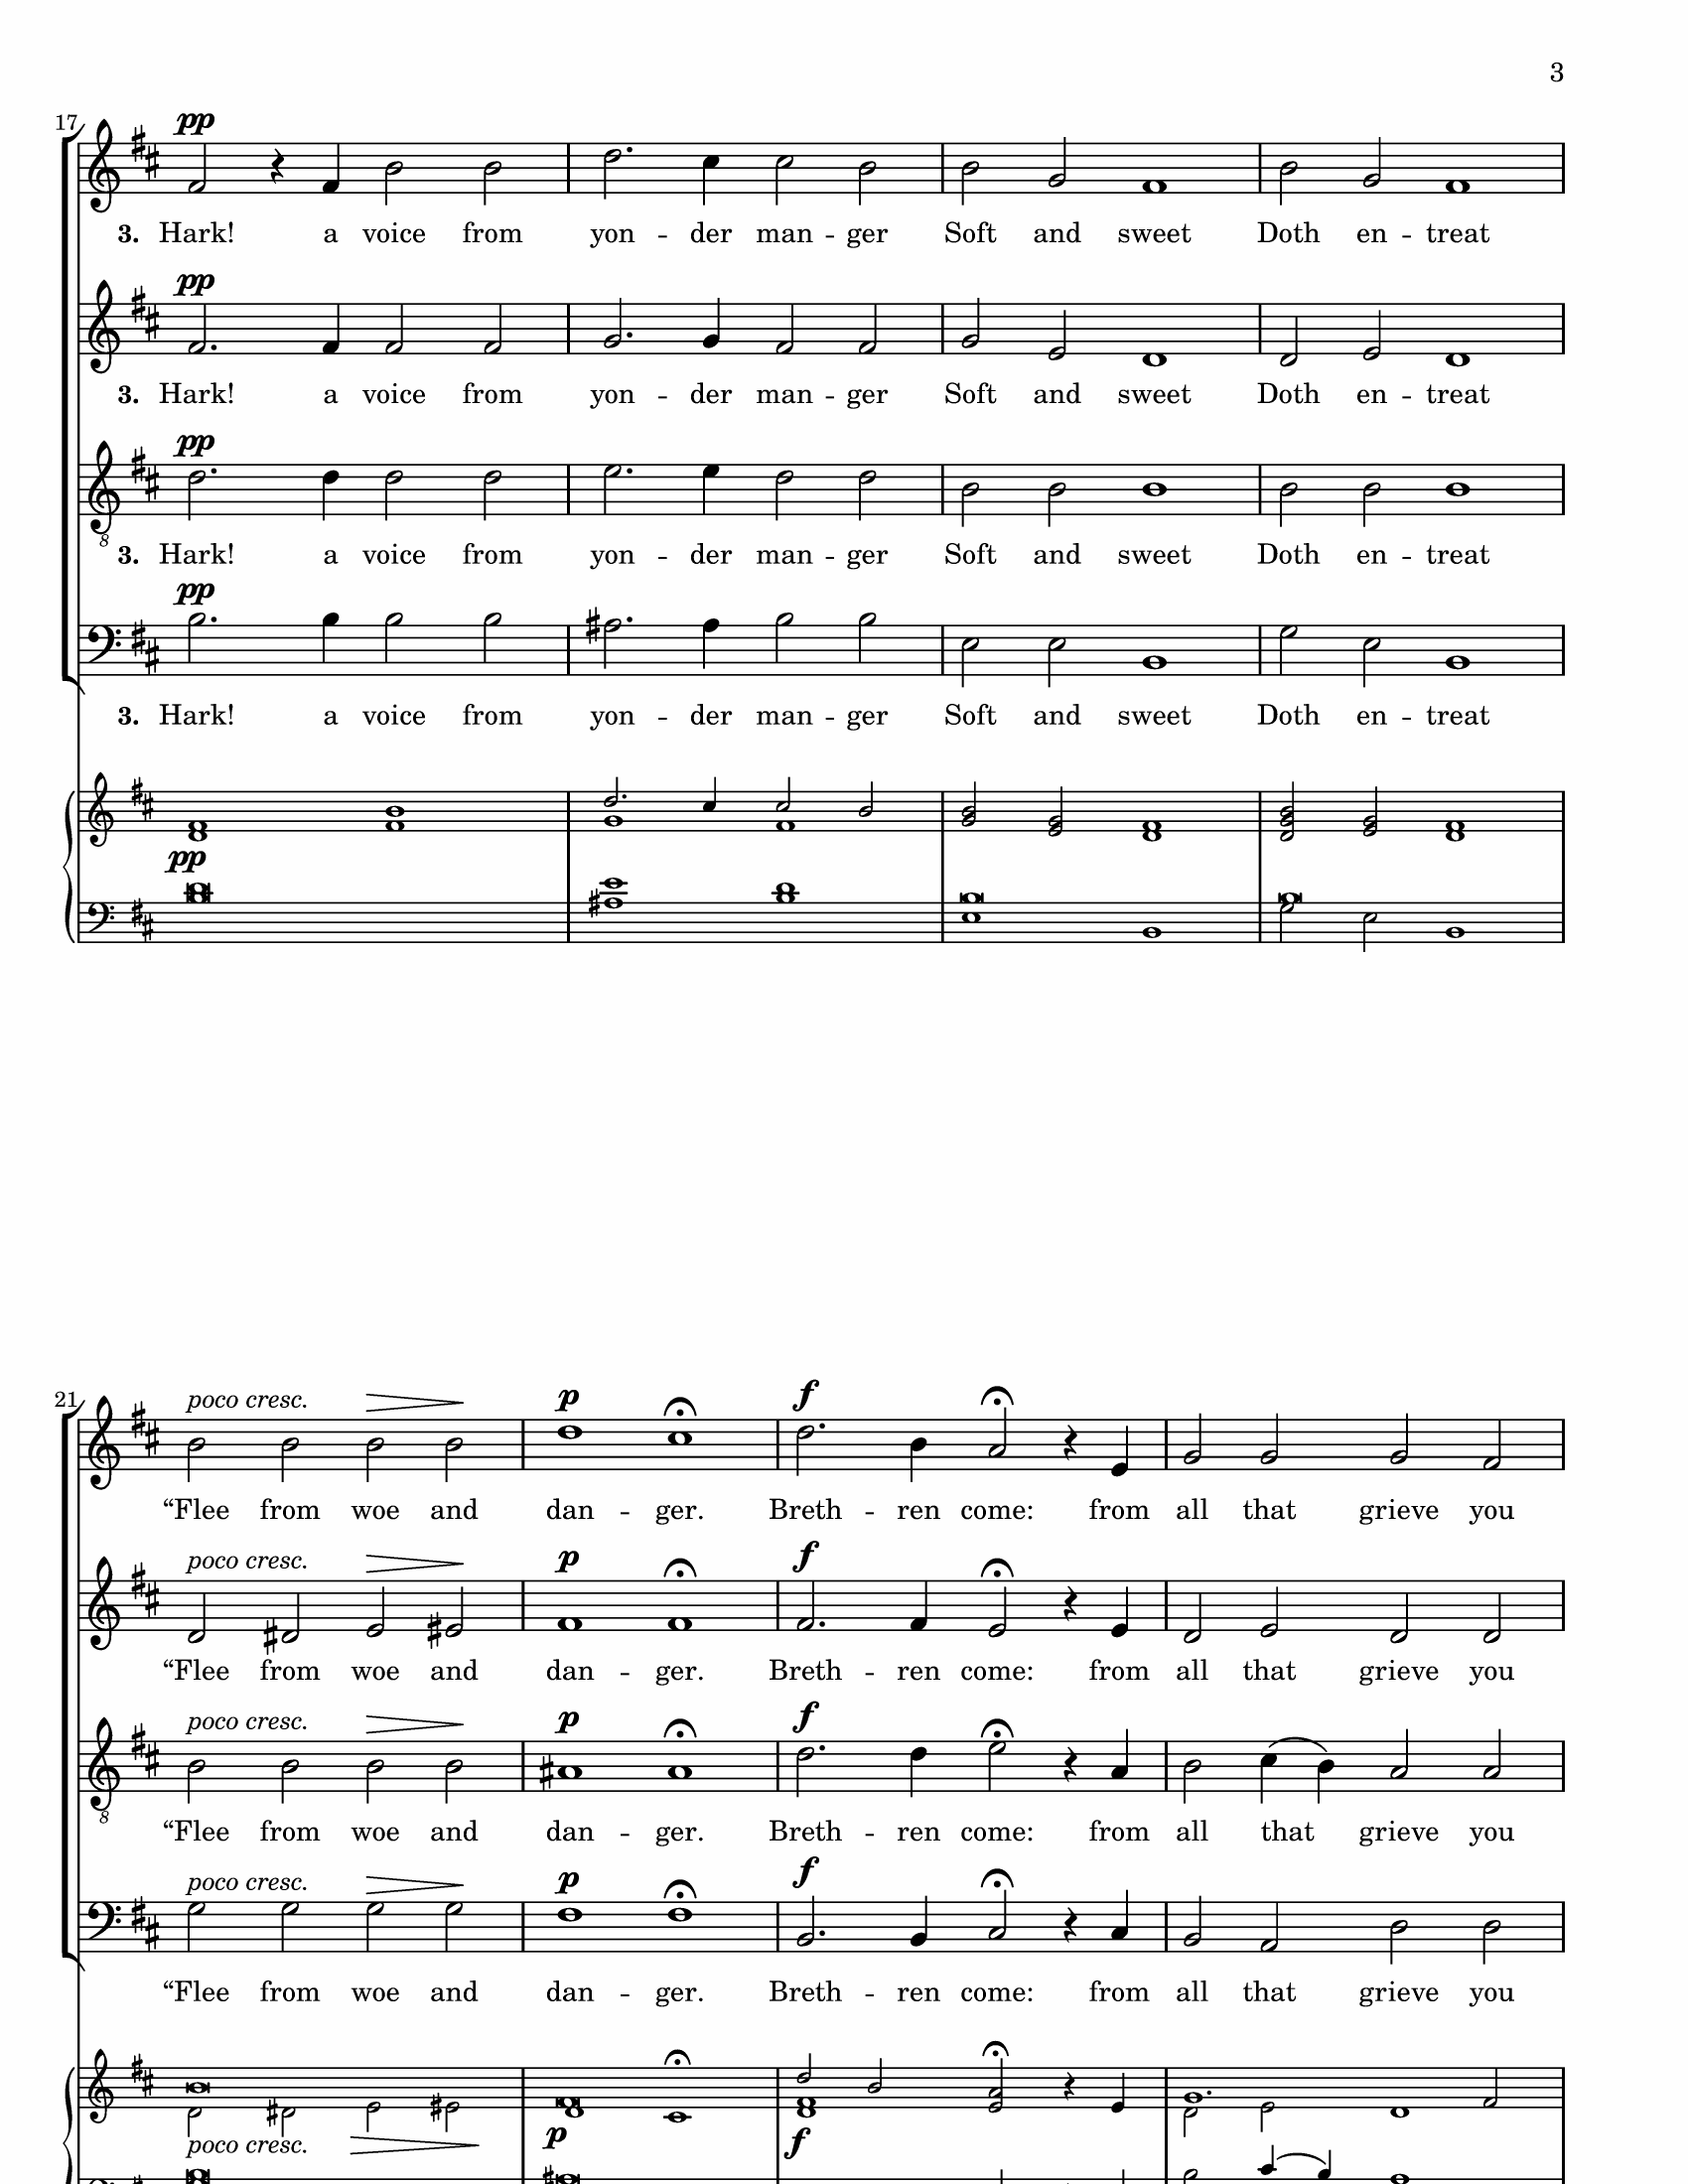 3
17
pp
3. Hark! a voice from yon -- der man -- ger Soft and sweet Doth en -- treat
pp
3. Hark! a voice from yon -- der man -- ger Soft and sweet Doth en -- treat
pp
8
3. Hark! a voice from yon -- der man -- ger Soft and sweet Doth en -- treat
pp
3. Hark! a voice from yon -- der man -- ger Soft and sweet Doth en -- treat
pp
21
poco cresc. p f
“Flee from woe and dan -- ger. Breth -- ren come: from all that grieve you
poco cresc. p f
“Flee from woe and dan -- ger. Breth -- ren come: from all that grieve you
poco cresc. p f
8
“Flee from woe and dan -- ger. Breth -- ren come: from all that grieve you
poco cresc. p f
“Flee from woe and dan -- ger. Breth -- ren come: from all that grieve you
poco cresc. p f